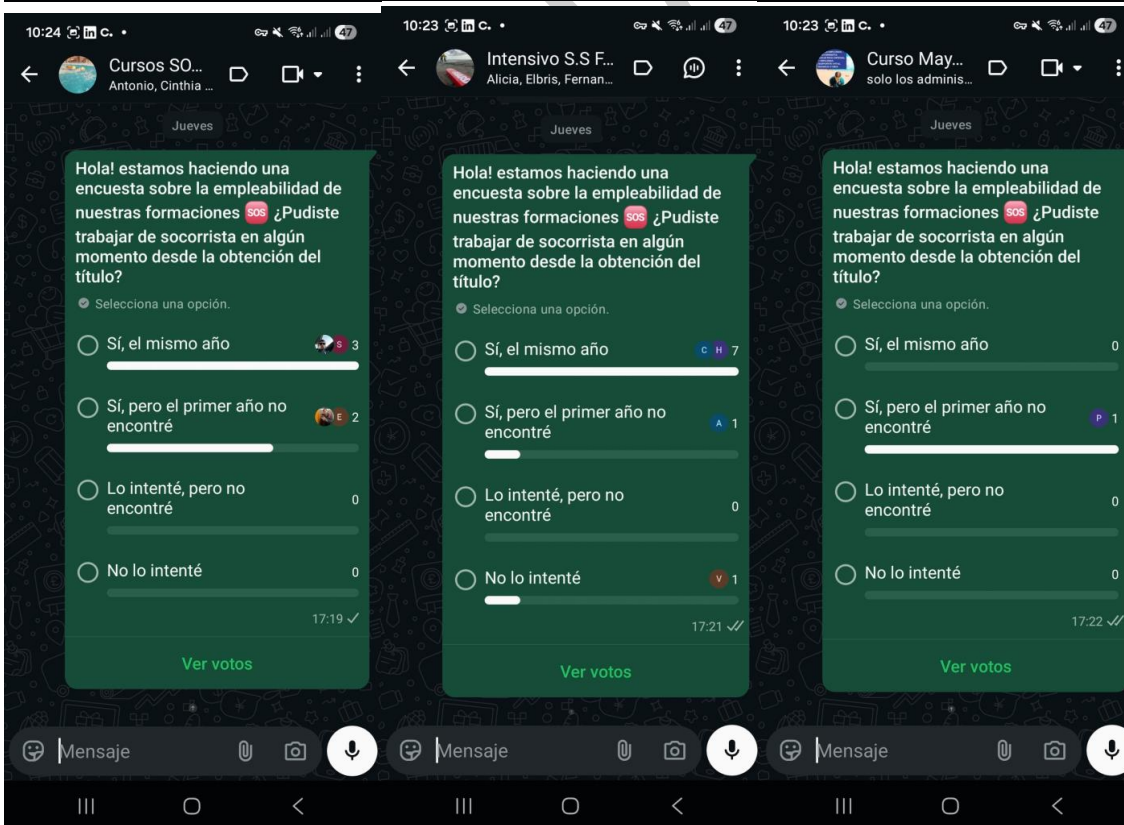 10:24 in C. • 47
Cursos SO...
Antonio, Cinthia ...
Jueves
Hola! estamos haciendo una
encuesta sobre la empleabilidad de
nuestras formaciones 🆘 ¿Pudiste
trabajar de socorrista en algún
momento desde la obtención del
título?
Selecciona una opción.
Sí, el mismo año S 3
Sí, pero el primer año no E 2
encontré
Lo intenté, pero no 0
encontré
No lo intenté 0
17:19
Ver votos
Mensaje
10:23 in C. • 47
Intensivo S.S F...
Alicia, Elbris, Fernan...
Jueves
Hola! estamos haciendo una
encuesta sobre la empleabilidad de
nuestras formaciones 🆘 ¿Pudiste
trabajar de socorrista en algún
momento desde la obtención del
título?
Selecciona una opción.
Sí, el mismo año C H 7
Sí, pero el primer año no A 1
encontré
Lo intenté, pero no 0
encontré
No lo intenté V 1
17:21
Ver votos
Mensaje
10:23 in C. • 47
Curso May...
solo los adminis...
Jueves
Hola! estamos haciendo una
encuesta sobre la empleabilidad de
nuestras formaciones 🆘 ¿Pudiste
trabajar de socorrista en algún
momento desde la obtención del
título?
Selecciona una opción.
Sí, el mismo año 0
Sí, pero el primer año no P 1
encontré
Lo intenté, pero no 0
encontré
No lo intenté 0
17:22
Ver votos
Mensaje